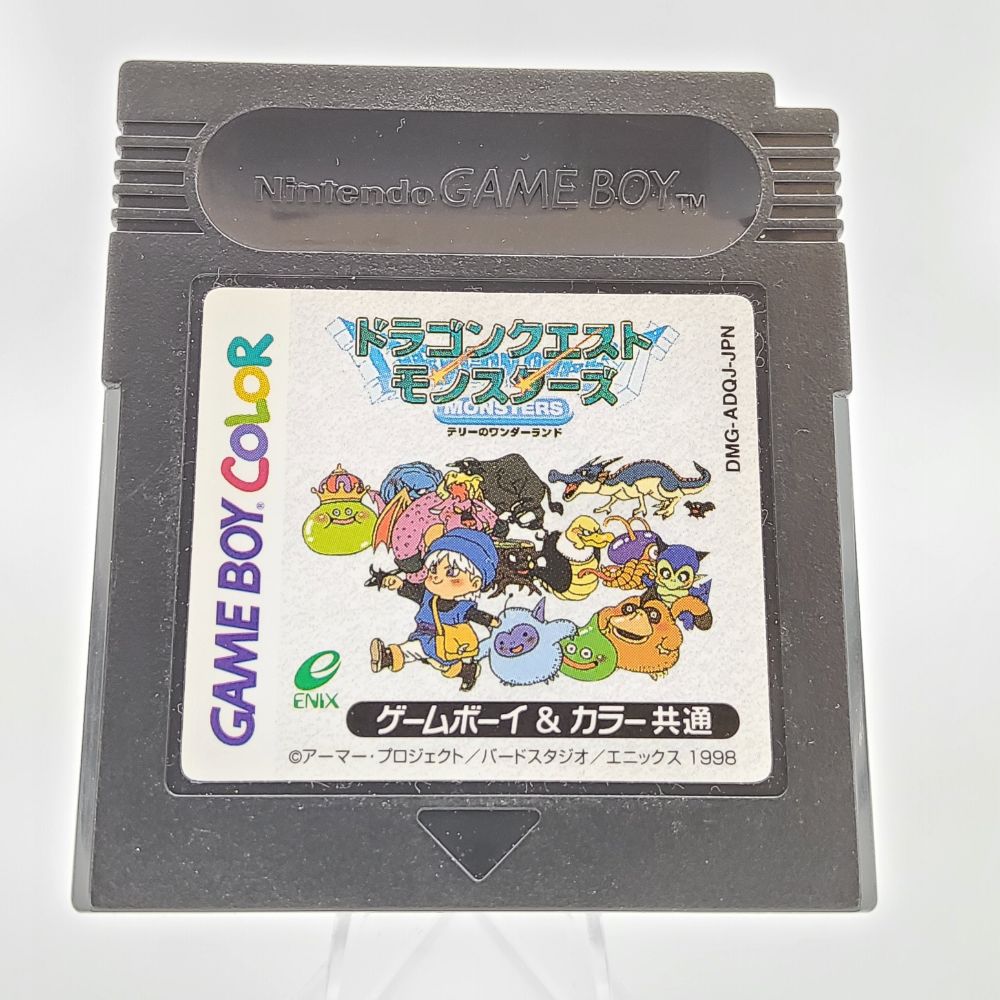 Nintendo GAME BOY™
GAME BOY® COLOR
ドラゴンクエスト
モンスターズ
MONSTERS
テリーのワンダーランド
DMG-ADQJ-JPN
ENIX
ゲームボーイ & カラー 共通
©アーマー・プロジェクト/バードスタジオ/エニックス 1998